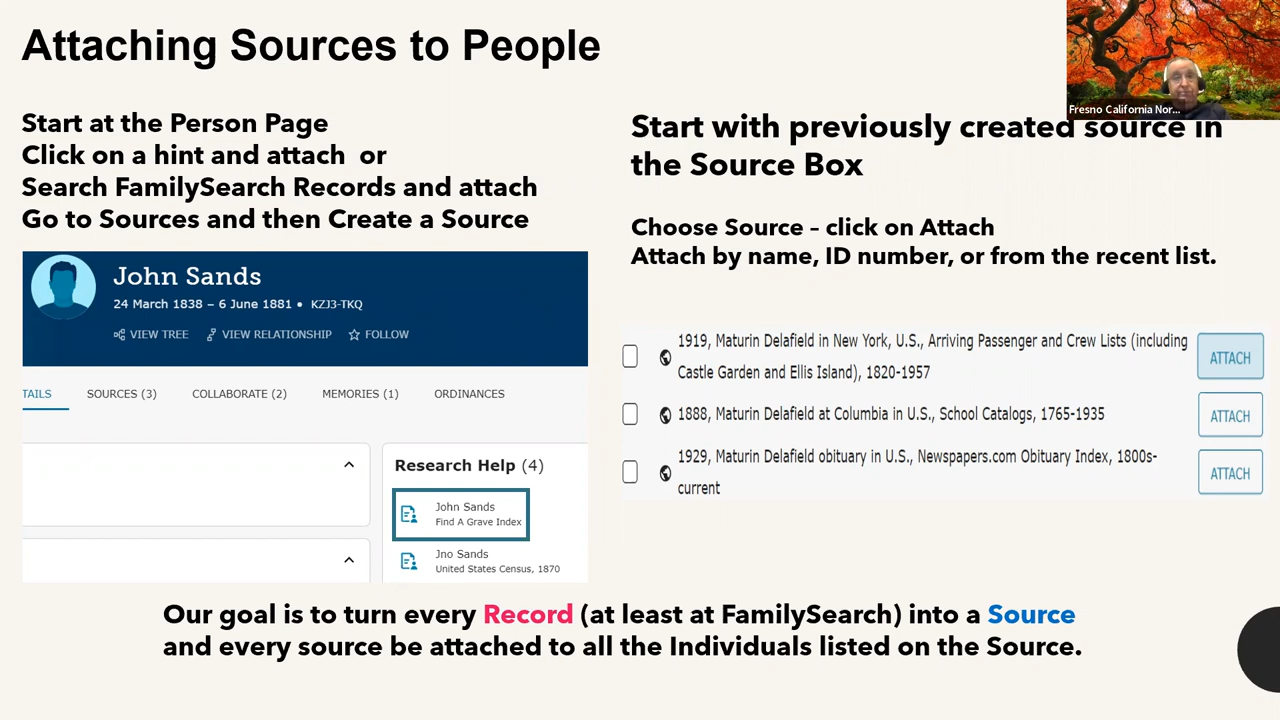 Attaching Sources to People
Fresno California Nor...
Start at the Person Page
Click on a hint and attach or
Search FamilySearch Records and attach
Go to Sources and then Create a Source
John Sands
24 March 1838 – 6 June 1881 • KZJ3-TKQ
VIEW TREE VIEW RELATIONSHIP FOLLOW
TAILS SOURCES (3) COLLABORATE (2) MEMORIES (1) ORDINANCES
Research Help (4)
John Sands
Find A Grave Index
Jno Sands
United States Census, 1870
Start with previously created source in
the Source Box
Choose Source – click on Attach
Attach by name, ID number, or from the recent list.
1919, Maturin Delafield in New York, U.S., Arriving Passenger and Crew Lists (including
Castle Garden and Ellis Island), 1820-1957
ATTACH
1888, Maturin Delafield at Columbia in U.S., School Catalogs, 1765-1935
ATTACH
1929, Maturin Delafield obituary in U.S., Newspapers.com Obituary Index, 1800s-
current
ATTACH
Our goal is to turn every Record (at least at FamilySearch) into a Source
and every source be attached to all the Individuals listed on the Source.